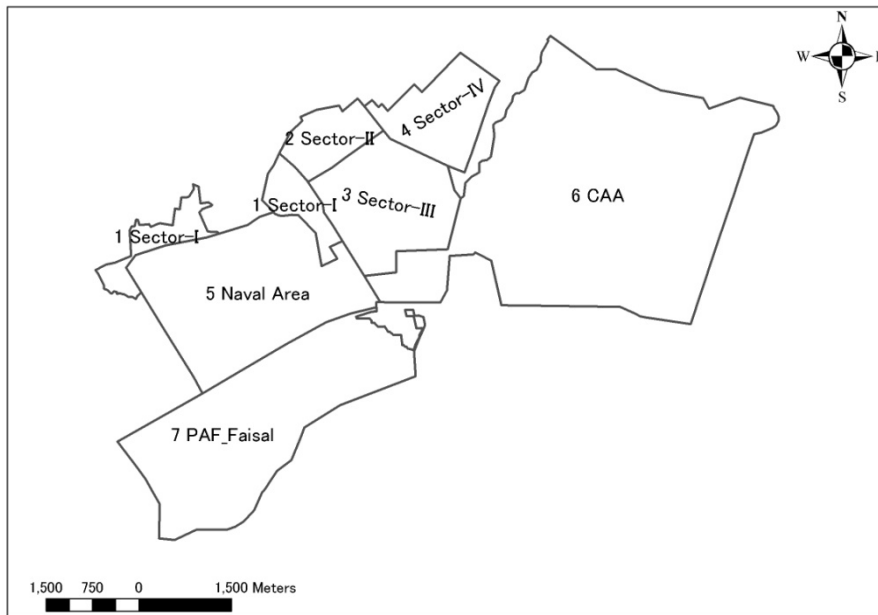 N
W E
S
4 Sector-Ⅳ
2 Sector-Ⅱ
6 CAA
1 Sector-Ⅰ
3 Sector-Ⅲ
1 Sector-Ⅰ
5 Naval Area
7 PAF_Faisal
1,500 750 0 1,500 Meters